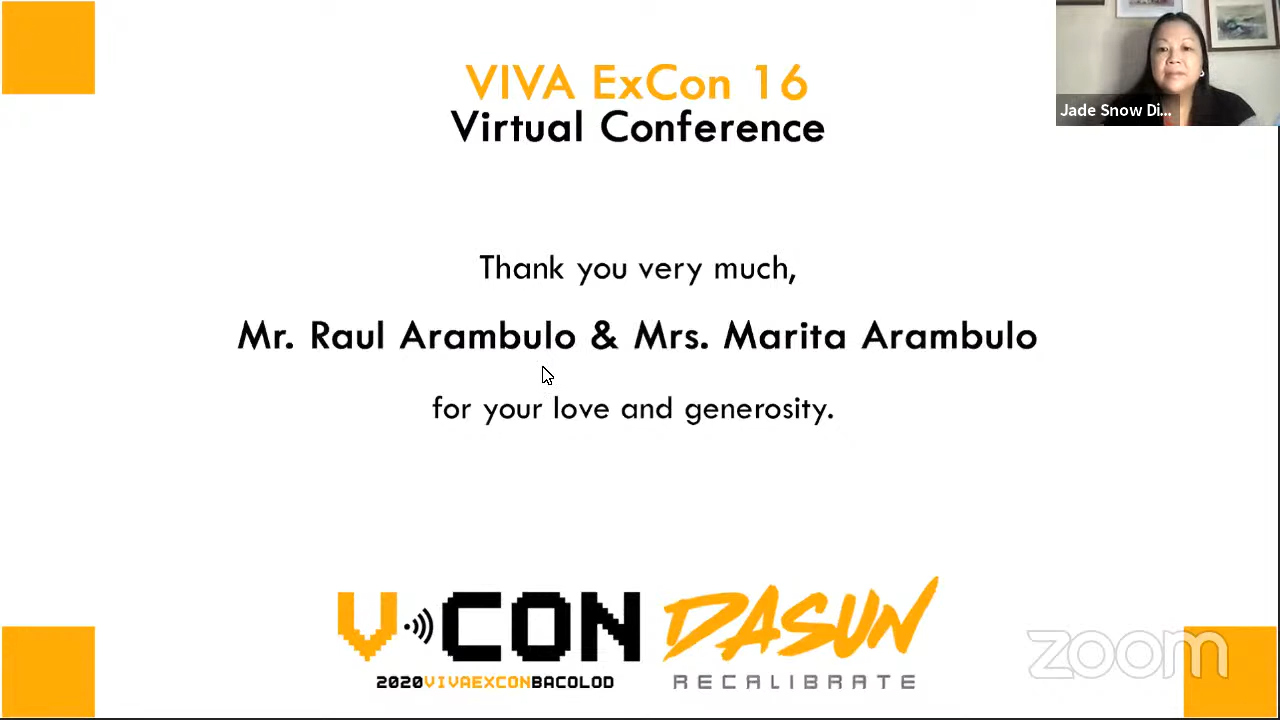 VIVA ExCon 16
Virtual Conference
Jade Snow Di...
Thank you very much,
Mr. Raul Arambulo & Mrs. Marita Arambulo
for your love and generosity.
V CON DASUN
2020VIVAEXCONBACOLOD RECALIBRATE
zoom